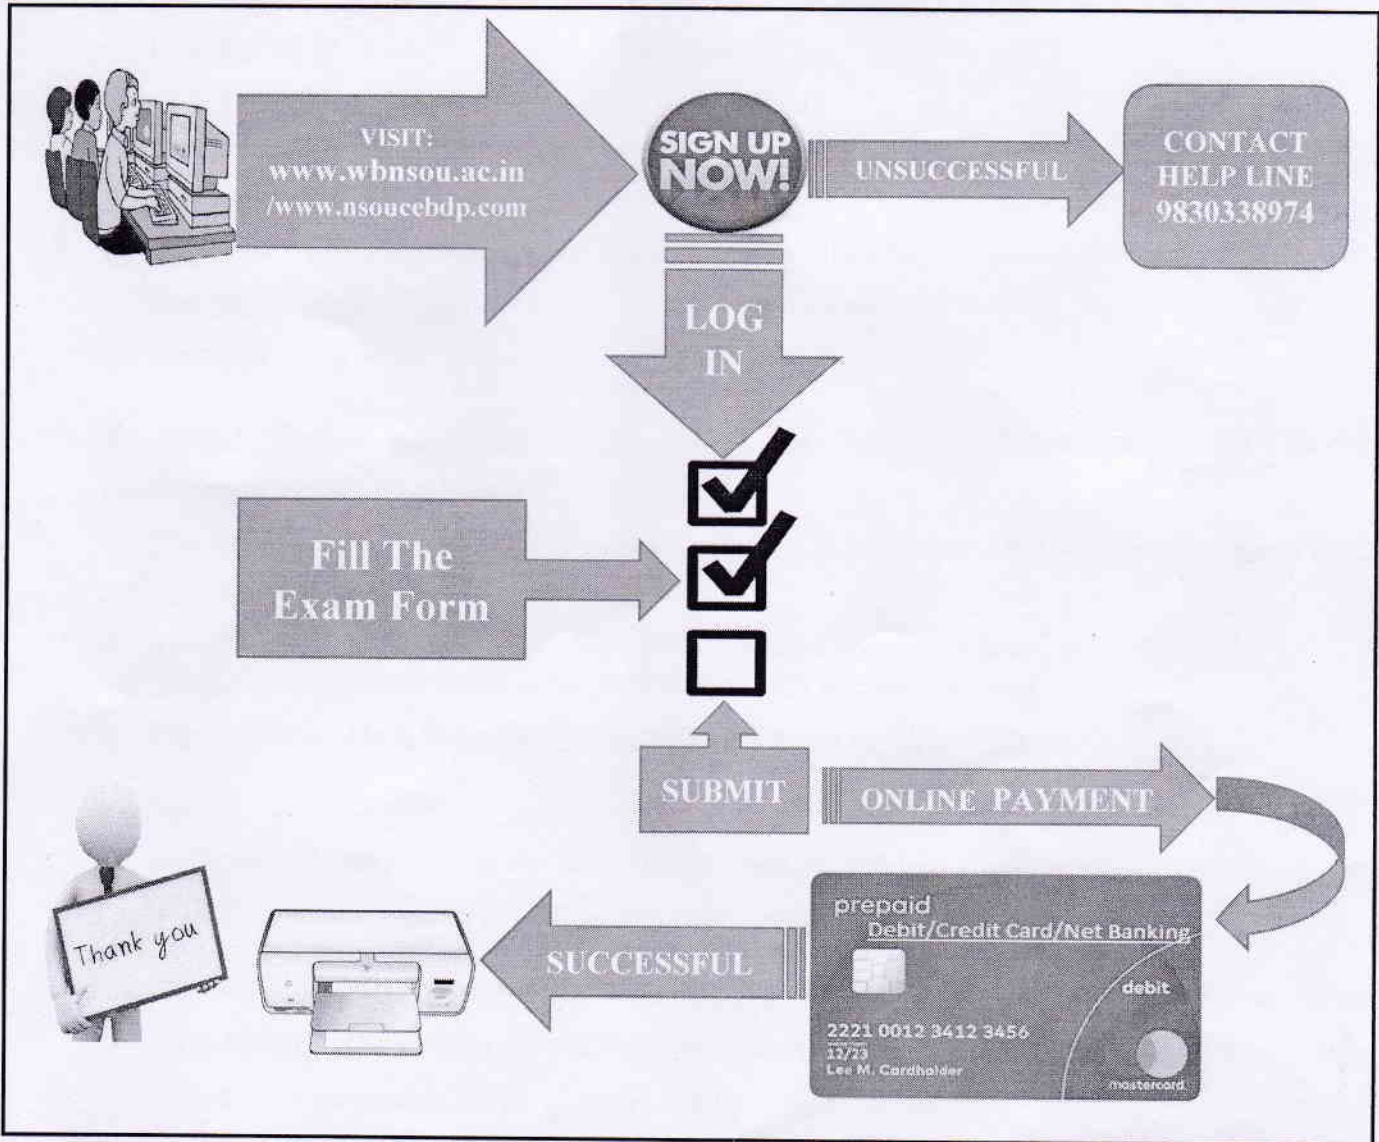 VISIT:
www.wbnsou.ac.in
/www.nsoucebdp.com
SIGN UP
NOW!
UNSUCCESSFUL
CONTACT
HELP LINE
9830338974
LOG
IN
Fill The
Exam Form
SUBMIT
ONLINE PAYMENT
prepaid
Debit/Credit Card/Net Banking
debit
2221 0012 3412 3456
12/23
Lee M. Cardholder
mastercard
SUCCESSFUL
Thank you